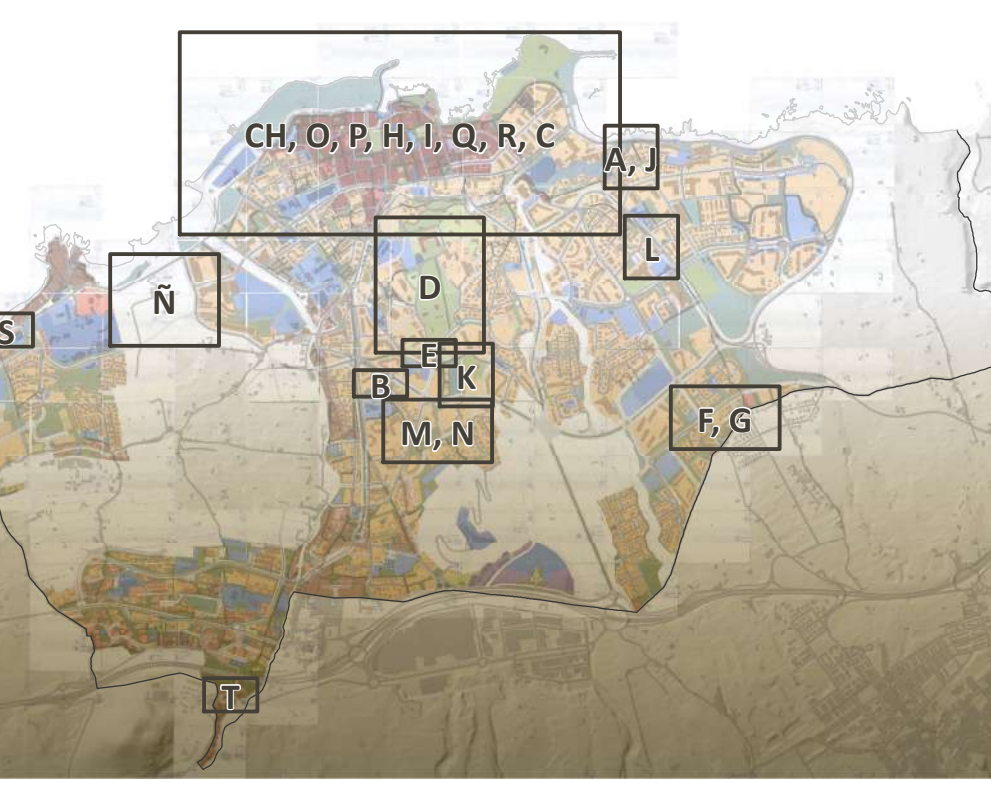 CH, O, P, H, I, Q, R, C
A, J
L
D
Ñ
S
E
K
B
M, N
F, G
T